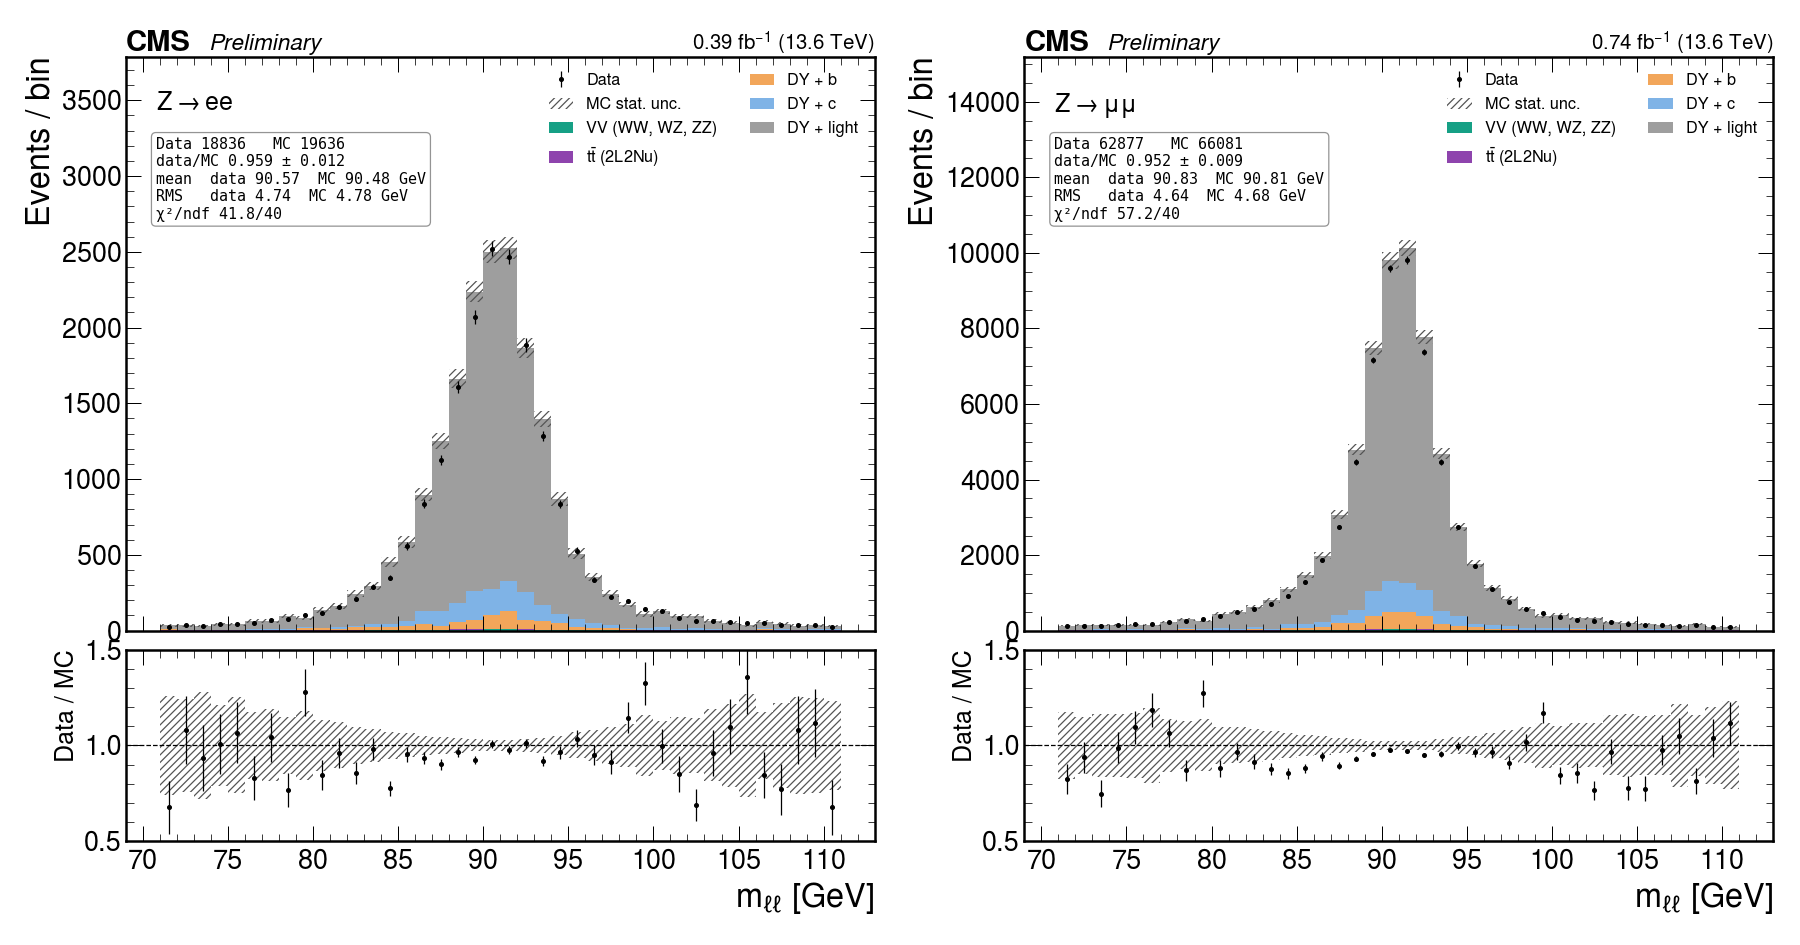 CMS Preliminary 0.39 fb⁻¹ (13.6 TeV)
Events / bin
3500
3000
2500
2000
1500
1000
500
0
Z → ee
Data 18836   MC 19636
data/MC 0.959 ± 0.012
mean  data 90.57  MC 90.48 GeV
RMS   data 4.74  MC 4.78 GeV
χ²/ndf 41.8/40
Data
MC stat. unc.
VV (WW, WZ, ZZ)
tt̄ (2L2Nu)
DY + b
DY + c
DY + light
Data / MC
1.5
1.0
0.5
70 75 80 85 90 95 100 105 110
mℓℓ [GeV]
CMS Preliminary 0.74 fb⁻¹ (13.6 TeV)
Events / bin
14000
12000
10000
8000
6000
4000
2000
0
Z → μμ
Data 62877   MC 66081
data/MC 0.952 ± 0.009
mean  data 90.83  MC 90.81 GeV
RMS   data 4.64  MC 4.68 GeV
χ²/ndf 57.2/40
Data
MC stat. unc.
VV (WW, WZ, ZZ)
tt̄ (2L2Nu)
DY + b
DY + c
DY + light
Data / MC
1.5
1.0
0.5
70 75 80 85 90 95 100 105 110
mℓℓ [GeV]